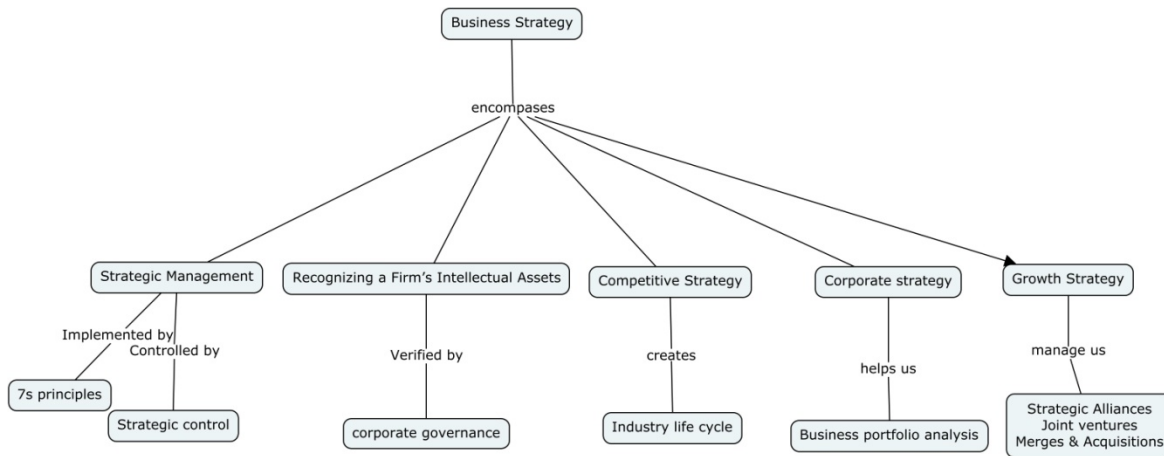 Business Strategy
encompases
Strategic Management
Recognizing a Firm's Intellectual Assets
Competitive Strategy
Corporate strategy
Growth Strategy
Implemented by
Controlled by
Verified by
creates
helps us
manage us
7s principles
Strategic control
corporate governance
Industry life cycle
Business portfolio analysis
Strategic Alliances
Joint ventures
Merges & Acquisitions